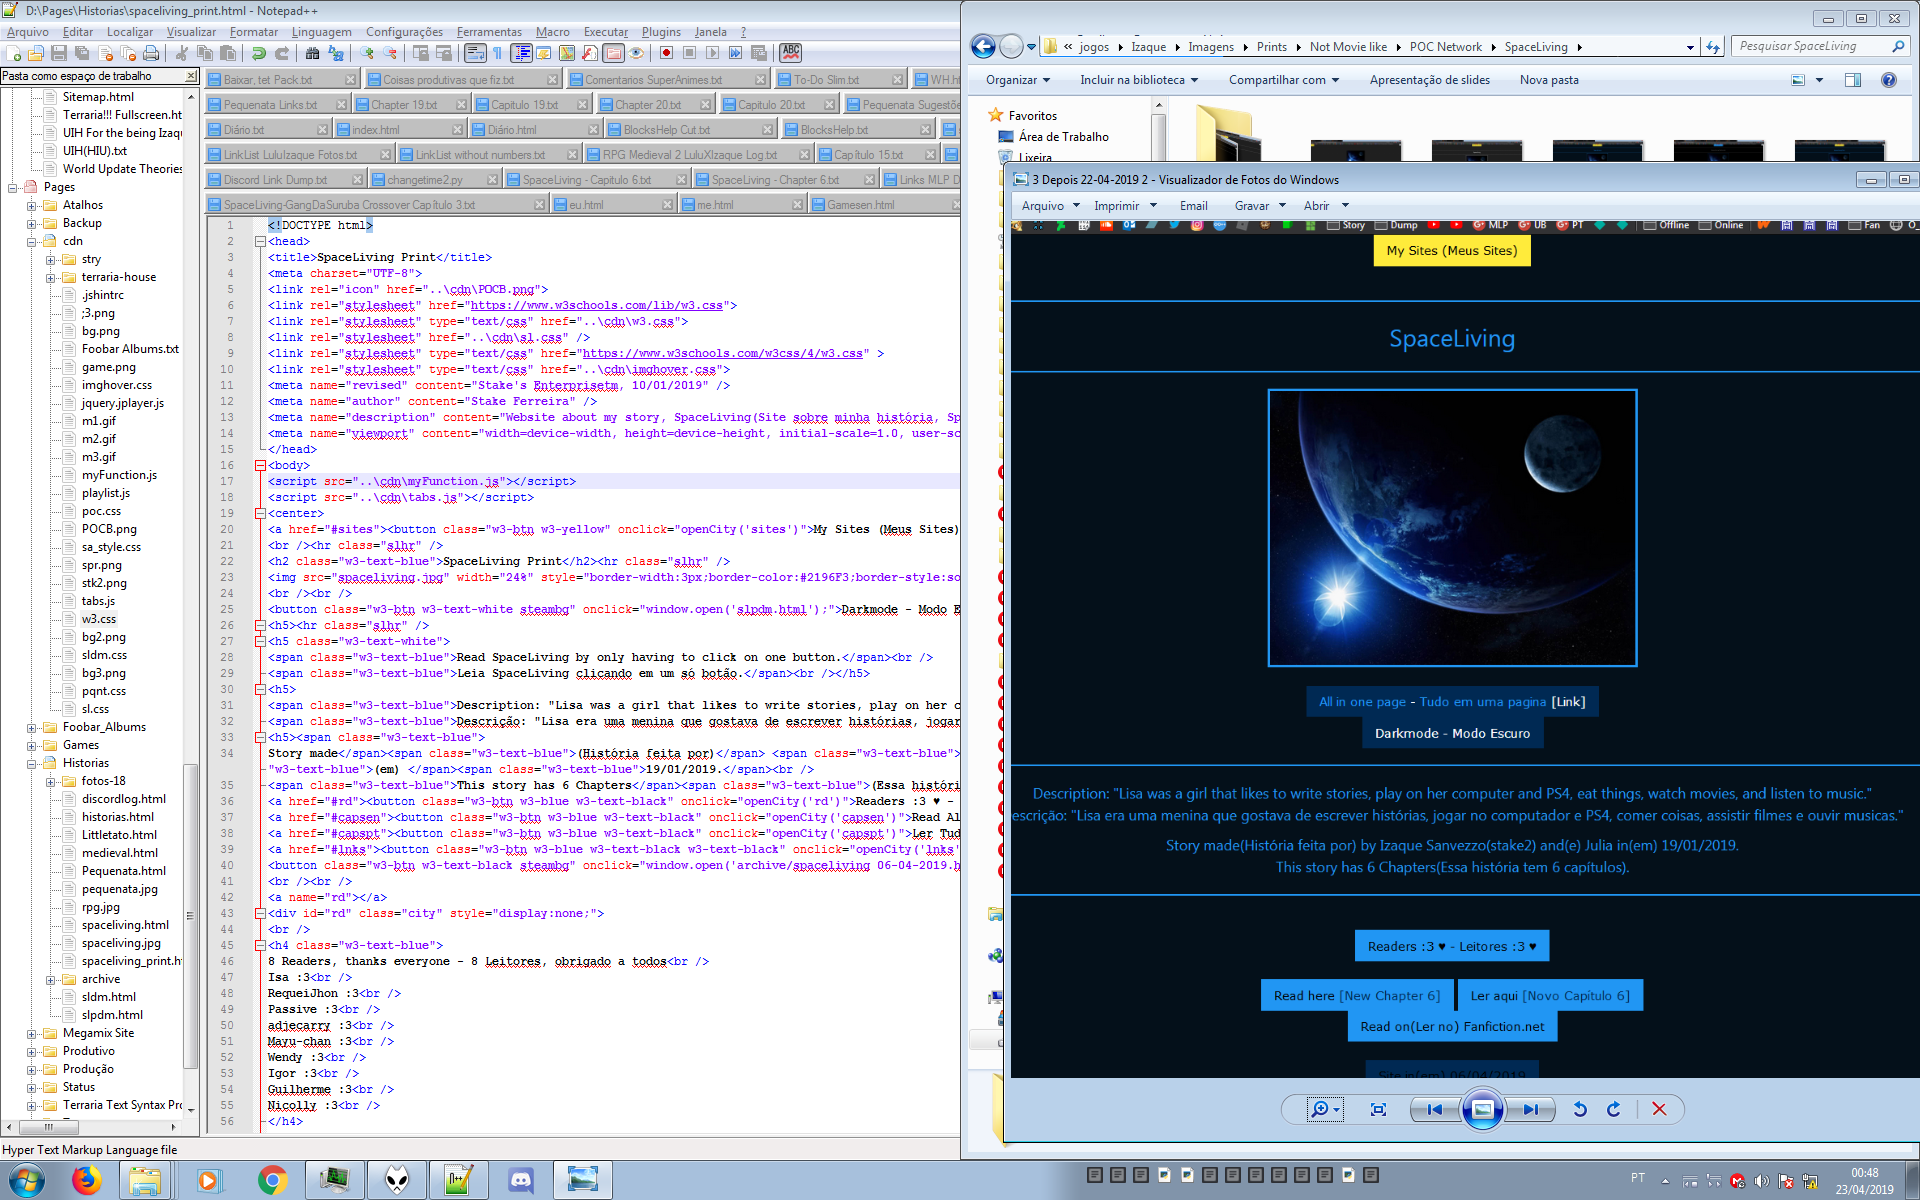 D:\Pages\Historias\spaceliving_print.html - Notepad++
Arquivo Editar Localizar Visualizar Formatar Linguagem Configurações Ferramentas Macro Executar Plugins Janela ?
Pasta como espaço de trabalho
Sitemap.html
Terraria!!! Fullscreen.ht
UIH For the being Izaq
UIH(HIU).txt
World Update Theories
Pages
Atalhos
Backup
cdn
stry
terraria-house
.jshintrc
;3.png
bg.png
Foobar Albums.txt
game.png
imghover.css
jquery.jplayer.js
m1.gif
m2.gif
m3.gif
myFunction.js
playlist.js
poc.css
POCB.png
sa_style.css
spr.png
stk2.png
tabs.js
w3.css
bg2.png
sldm.css
bg3.png
pqnt.css
sl.css
Foobar_Albums
Games
Historias
fotos-18
discordlog.html
historias.html
Littletato.html
medieval.html
Pequenata.html
pequenata.jpg
rpg.jpg
spaceliving.html
spaceliving.jpg
spaceliving_print.h
archive
sldm.html
slpdm.html
Megamix Site
Produtivo
Produção
Status
Terraria Text Syntax Pr
Baixar, tet Pack.txt Coisas produtivas que fiz.txt Comentarios SuperAnimes.txt To-Do Slim.txt WH.h
Pequenata Links.txt Chapter 19.txt Capitulo 19.txt Chapter 20.txt Capitulo 20.txt Pequenata Sugestõe
Diário.txt index.html Diário.html BlocksHelp Cut.txt BlocksHelp.txt
LinkList LuluIzaque Fotos.txt LinkList without numbers.txt RPG Medieval 2 LuluXIzaque Log.txt Capítulo 15.txt
Discord Link Dump.txt changetime2.py SpaceLiving - Capitulo 6.txt SpaceLiving - Chapter 6.txt Links MLP D
SpaceLiving-GangDaSuruba Crossover Capítulo 3.txt eu.html me.html Gamesen.html
1 <!DOCTYPE html>
2 <head>
3 <title>SpaceLiving Print</title>
4 <meta charset="UTF-8">
5 <link rel="icon" href="..\cdn\POCB.png">
6 <link rel="stylesheet" href="https://www.w3schools.com/lib/w3.css">
7 <link rel="stylesheet" type="text/css" href="..\cdn\w3.css">
8 <link rel="stylesheet" href="..\cdn\sl.css" />
9 <link rel="stylesheet" type="text/css" href="https://www.w3schools.com/w3css/4/w3.css" >
10 <link rel="stylesheet" type="text/css" href="..\cdn\imghover.css">
11 <meta name="revised" content="Stake's Enterprisetm, 10/01/2019" />
12 <meta name="author" content="Stake Ferreira" />
13 <meta name="description" content="Website about my story, SpaceLiving(Site sobre minha história, Sp
14 <meta name="viewport" content="width=device-width, height=device-height, initial-scale=1.0, user-sc
15 </head>
16 <body>
17 <script src="..\cdn\myFunction.js"></script>
18 <script src="..\cdn\tabs.js"></script>
19 <center>
20 <a href="#sites"><button class="w3-btn w3-yellow" onclick="openCity('sites')">My Sites (Meus Sites)
21 <br /><hr class="slhr" />
22 <h2 class="w3-text-blue">SpaceLiving Print</h2><hr class="slhr" />
23 <img src="spaceliving.jpg" width="24%" style="border-width:3px;border-color:#2196F3;border-style:so
24 <br /><br />
25 <button class="w3-btn w3-text-white steambg" onclick="window.open('slpdm.html');">Darkmode - Modo E
26 <h5><hr class="slhr" />
27 <h5 class="w3-text-white">
28 <span class="w3-text-blue">Read SpaceLiving by only having to click on one button.</span><br />
29 <span class="w3-text-blue">Leia SpaceLiving clicando em um só botão.</span><br /></h5>
30 <h5>
31 <span class="w3-text-blue">Description: "Lisa was a girl that likes to write stories, play on her c
32 <span class="w3-text-blue">Descrição: "Lisa era uma menina que gostava de escrever histórias, jogar
33 <h5><span class="w3-text-blue">
34 Story made</span><span class="w3-text-blue">(História feita por)</span> <span class="w3-text-blue">
"w3-text-blue">(em) </span><span class="w3-text-blue">19/01/2019.</span><br />
35 <span class="w3-text-blue">This story has 6 Chapters</span><span class="w3-text-blue">(Essa históri
36 <a href="#rd"><button class="w3-btn w3-blue w3-text-black" onclick="openCity('rd')">Readers :3 ♥ -
37 <a href="#capsen"><button class="w3-btn w3-blue w3-text-black" onclick="openCity('capsen')">Read Al
38 <a href="#capspt"><button class="w3-btn w3-blue w3-text-black" onclick="openCity('capspt')">Ler Tud
39 <a href="#lnks"><button class="w3-btn w3-blue w3-text-black w3-text-black" onclick="openCity('lnks'
40 <button class="w3-btn w3-text-black steambg" onclick="window.open('archive/spaceliving 06-04-2019.h
41 <br /><br />
42 <a name="rd"></a>
43 <div id="rd" class="city" style="display:none;">
44 <br />
45 <h4 class="w3-text-blue">
46 8 Readers, thanks everyone - 8 Leitores, obrigado a todos<br />
47 Isa :3<br />
48 RequeiJhon :3<br />
49 Passive :3<br />
50 adjecarry :3<br />
51 Mayu-chan :3<br />
52 Wendy :3<br />
53 Igor :3<br />
54 Guilherme :3<br />
55 Nicolly :3<br />
56 </h4>
Hyper Text Markup Language file
« jogos Izaque Imagens Prints Not Movie like POC Network SpaceLiving
Pesquisar SpaceLiving
Organizar Incluir na biblioteca Compartilhar com Apresentação de slides Nova pasta
Favoritos
Área de Trabalho
Lixeira
3 Depois 22-04-2019 2 - Visualizador de Fotos do Windows
Arquivo Imprimir Email Gravar Abrir
Story Dump MLP UB PT Offline Online Fan
My Sites (Meus Sites)
SpaceLiving
All in one page - Tudo em uma pagina [Link]
Darkmode - Modo Escuro
Description: "Lisa was a girl that likes to write stories, play on her computer and PS4, eat things, watch movies, and listen to music."
escrição: "Lisa era uma menina que gostava de escrever histórias, jogar no computador e PS4, comer coisas, assistir filmes e ouvir musicas."
Story made(História feita por) by Izaque Sanvezzo(stake2) and(e) Julia in(em) 19/01/2019.
This story has 6 Chapters(Essa história tem 6 capítulos).
Readers :3 ♥ - Leitores :3 ♥
Read here [New Chapter 6] Ler aqui [Novo Capitulo 6]
Read on(Ler no) Fanfiction.net
Site in(em) 06/04/2019
PT
00:48
23/04/2019